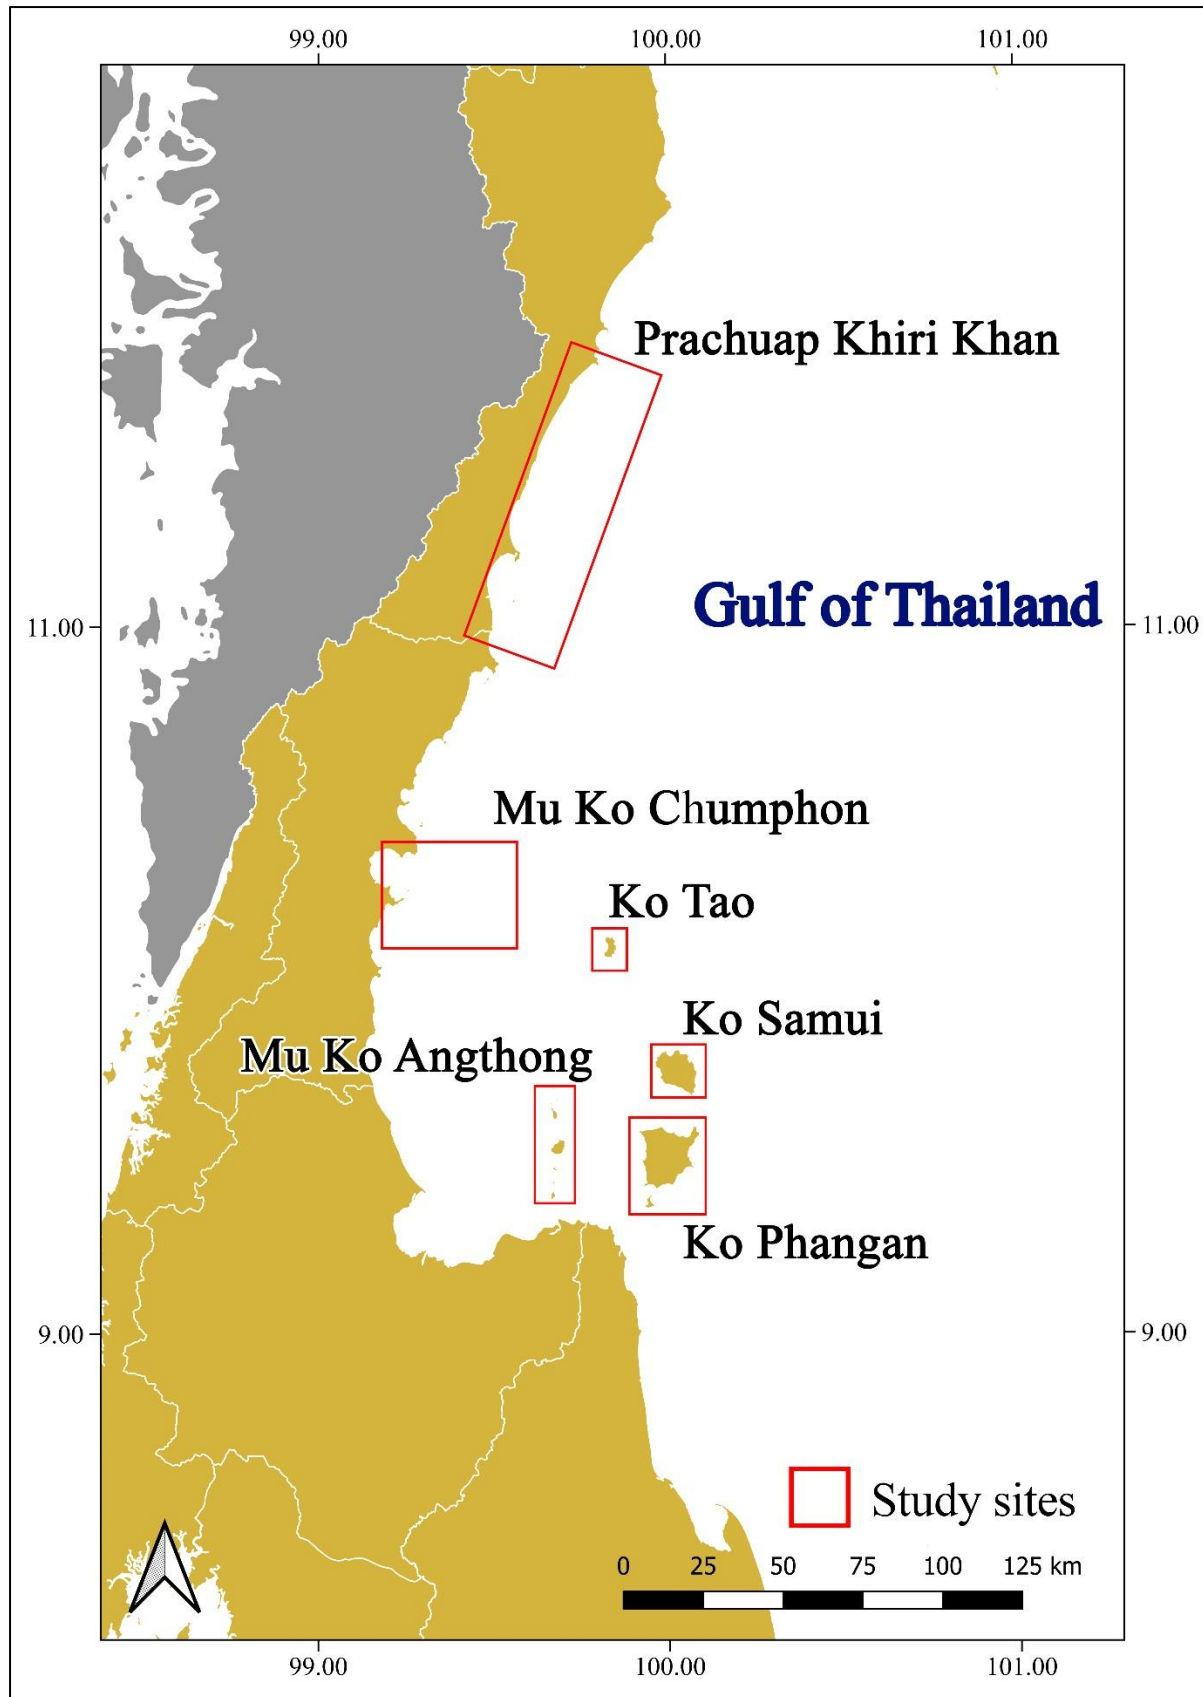 99.00 100.00 101.00
Prachuap Khiri Khan
Gulf of Thailand
11.00 11.00
Mu Ko Chumphon
Ko Tao
Ko Samui
Mu Ko Angthong
Ko Phangan
9.00 9.00
Study sites
0 25 50 75 100 125 km
99.00 100.00 101.00